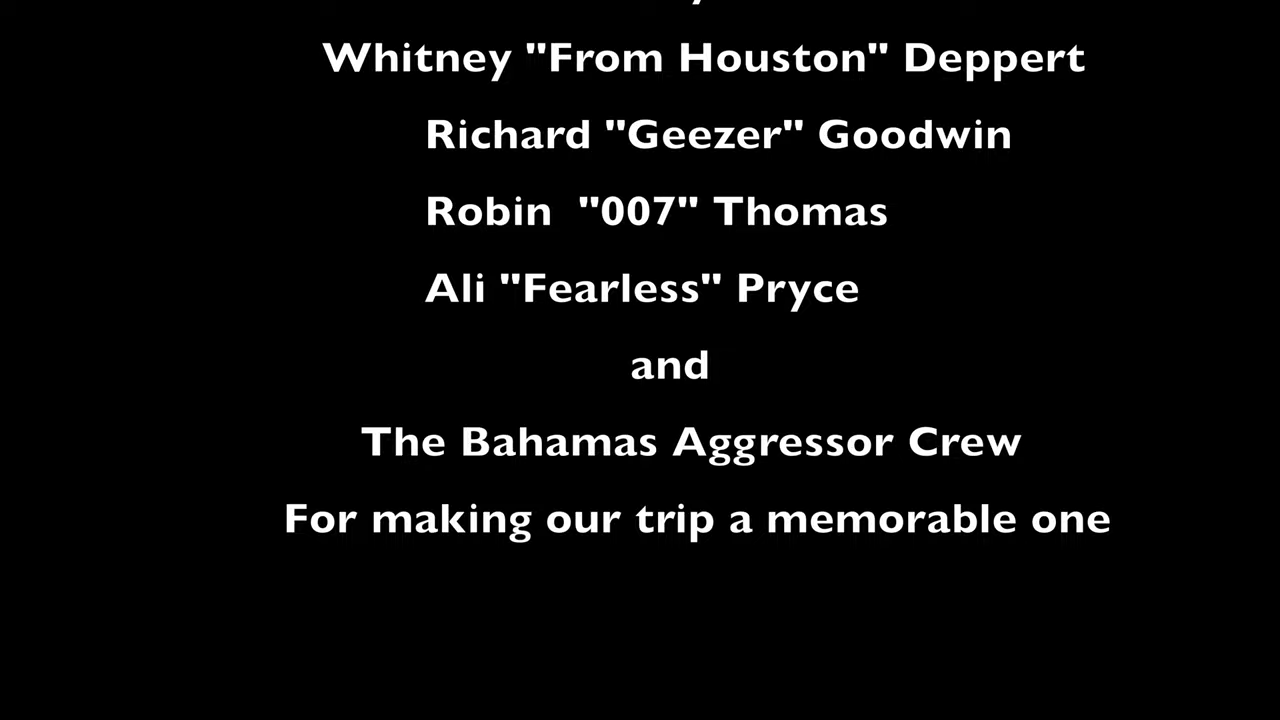 Whitney "From Houston" Deppert
Richard "Geezer" Goodwin
Robin  "007" Thomas
Ali "Fearless" Pryce
and
The Bahamas Aggressor Crew
For making our trip a memorable one